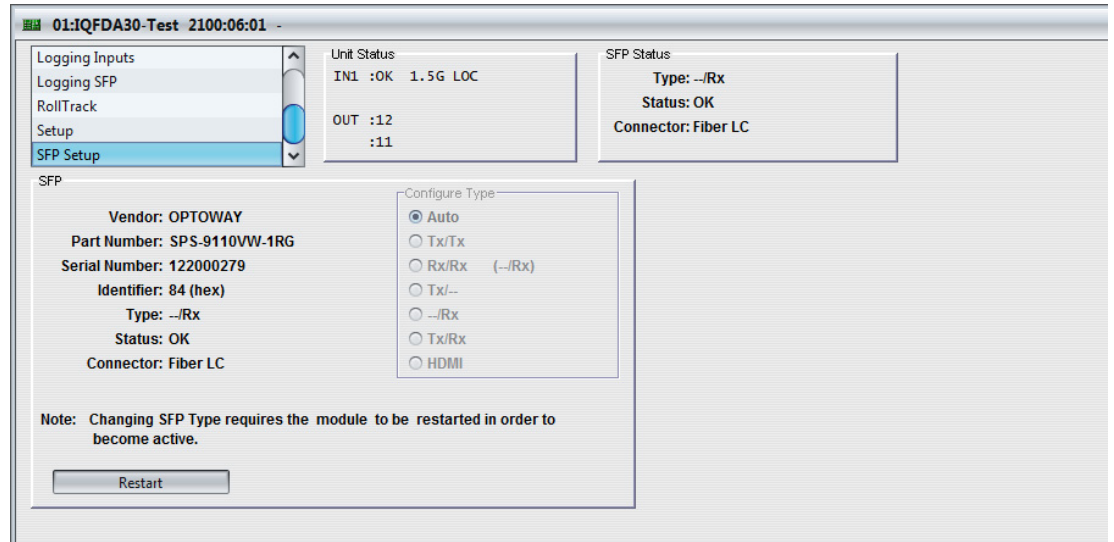 01:IQFDA30-Test 2100:06:01 -
Logging Inputs
Logging SFP
RollTrack
Setup
SFP Setup
Unit Status
IN1 :OK 1.5G LOC
OUT :12
:11
SFP Status
Type: --/Rx
Status: OK
Connector: Fiber LC
SFP
Vendor: OPTOWAY
Part Number: SPS-9110VW-1RG
Serial Number: 122000279
Identifier: 84 (hex)
Type: --/Rx
Status: OK
Connector: Fiber LC
Configure Type
Auto
Tx/Tx
Rx/Rx (--/Rx)
Tx/--
--/Rx
Tx/Rx
HDMI
Note: Changing SFP Type requires the module to be restarted in order to
become active.
Restart